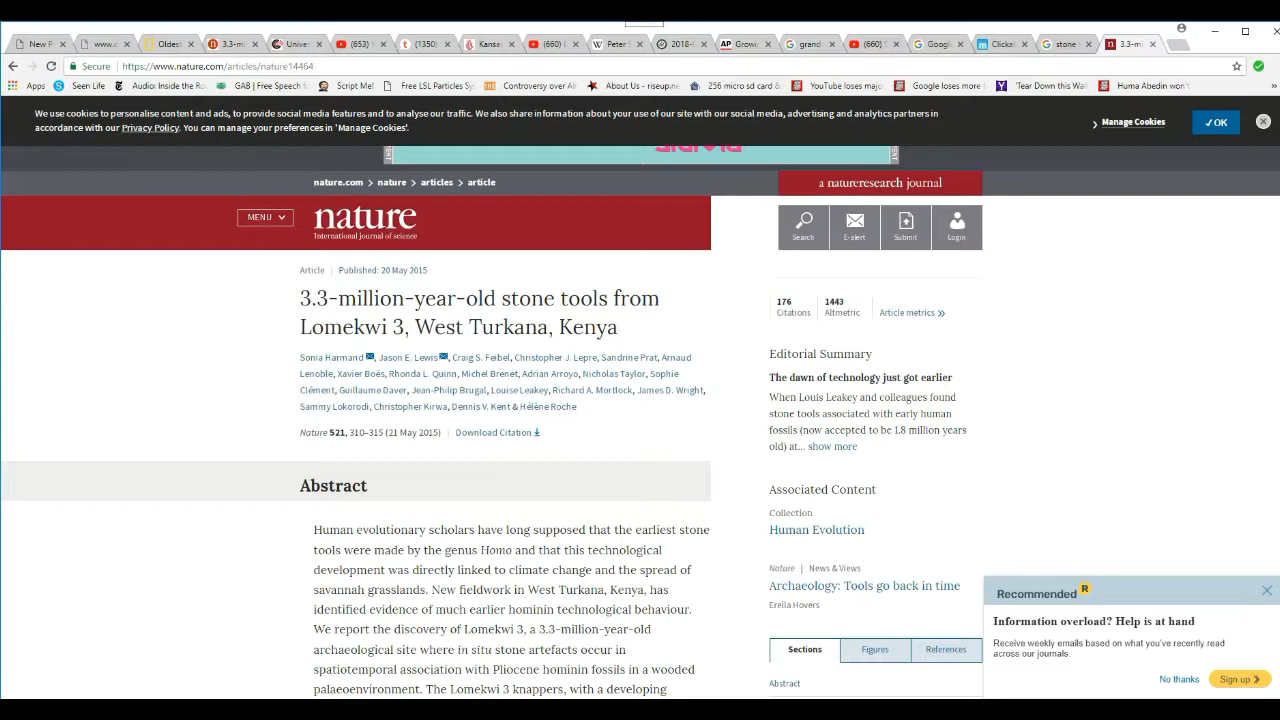 New P
www.c
Oldes
3.3-m
Univer
(653)
(1350)
Kansa
(660)
Peter S
2018-0
Growin
grand
(660) S
Google
Clicka
stone
3.3-mi
Secure https://www.nature.com/articles/nature14464
Apps Seen Life Audio: Inside the Ro GAB | Free Speech f Script Me! Free LSL Particles Sys Controversy over Ali About Us - riseup.ne 256 micro sd card & YouTube loses majo Google loses more 'Tear Down this Wal Huma Abedin won't »
We use cookies to personalise content and ads, to provide social media features and to analyse our traffic. We also share information about your use of our site with our social media, advertising and analytics partners in
accordance with our Privacy Policy. You can manage your preferences in 'Manage Cookies'.
Manage Cookies
✓OK
nature.com > nature > articles > article
a natureresearch journal
MENU
nature
International journal of science
Search
E-alert
Submit
Login
Article | Published: 20 May 2015
3.3-million-year-old stone tools from
Lomekwi 3, West Turkana, Kenya
Sonia Harmand, Jason E. Lewis, Craig S. Feibel, Christopher J. Lepre, Sandrine Prat, Arnaud
Lenoble, Xavier Boës, Rhonda L. Quinn, Michel Brenet, Adrian Arroyo, Nicholas Taylor, Sophie
Clément, Guillaume Daver, Jean-Philip Brugal, Louise Leakey, Richard A. Mortlock, James D. Wright,
Sammy Lokorodi, Christopher Kirwa, Dennis V. Kent & Hélène Roche
Nature 521, 310–315 (21 May 2015) | Download Citation
Abstract
Human evolutionary scholars have long supposed that the earliest stone
tools were made by the genus Homo and that this technological
development was directly linked to climate change and the spread of
savannah grasslands. New fieldwork in West Turkana, Kenya, has
identified evidence of much earlier hominin technological behaviour.
We report the discovery of Lomekwi 3, a 3.3-million-year-old
archaeological site where in situ stone artefacts occur in
spatiotemporal association with Pliocene hominin fossils in a wooded
palaeoenvironment. The Lomekwi 3 knappers, with a developing
176
Citations
1443
Altmetric
Article metrics »
Editorial Summary
The dawn of technology just got earlier
When Louis Leakey and colleagues found
stone tools associated with early human
fossils (now accepted to be 1.8 million years
old) at... show more
Associated Content
Collection
Human Evolution
Nature | News & Views
Archaeology: Tools go back in time
Erella Hovers
Sections
Figures
References
Abstract
Recommended R
Information overload? Help is at hand
Receive weekly emails based on what you've recently read
across our journals.
No thanks
Sign up